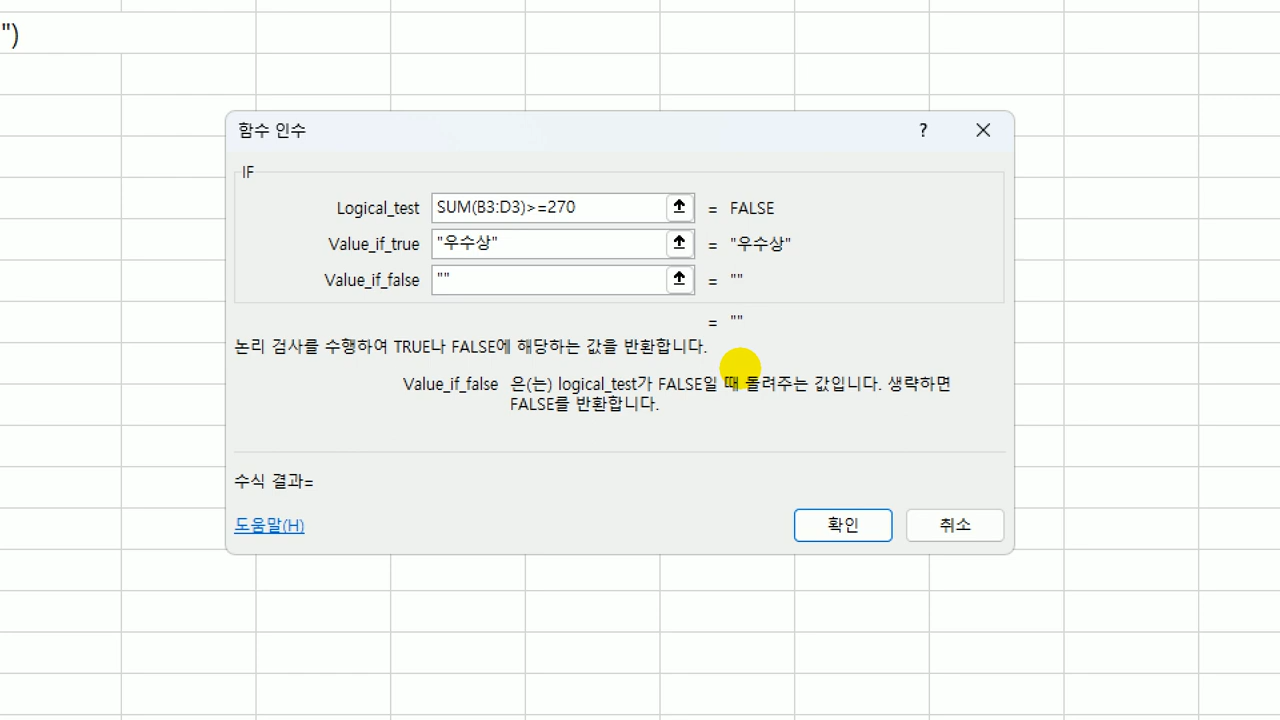 ")
함수 인수
?
IF
Logical_test SUM(B3:D3)>=270 = FALSE
Value_if_true "우수상" = "우수상"
Value_if_false "" = ""
= ""
논리 검사를 수행하여 TRUE나 FALSE에 해당하는 값을 반환합니다.
Value_if_false 은(는) logical_test가 FALSE일 때 돌려주는 값입니다. 생략하면
FALSE를 반환합니다.
수식 결과=
도움말(H)
확인
취소